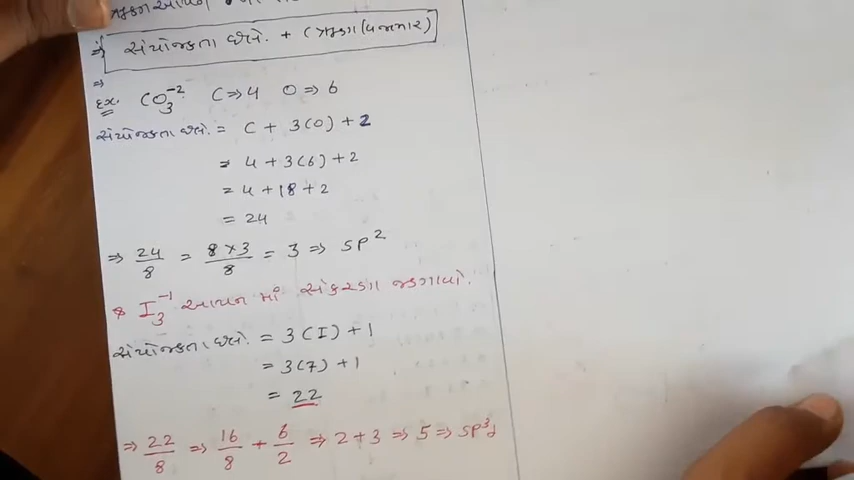 ⇒ સંયોજકતા ઇલે. + (ઋણભાર)
⇒
Ex. CO₃⁻² C⇒4 O⇒6
સંયોજકતા ઇલે. = C + 3(O) + 2
= 4 + 3(6) + 2
= 4 + 18 + 2
= 24
⇒ 24/8 = 8×3/8 = 3 ⇒ SP²
* I₃⁻¹ આયન માં સંકરણ જણાવો.
સંયોજકતા ઇલે. = 3(I) + 1
= 3(7) + 1
= 22
⇒ 22/8 ⇒ 16/8 + 6/2 ⇒ 2+3 ⇒ 5 ⇒ SP³d